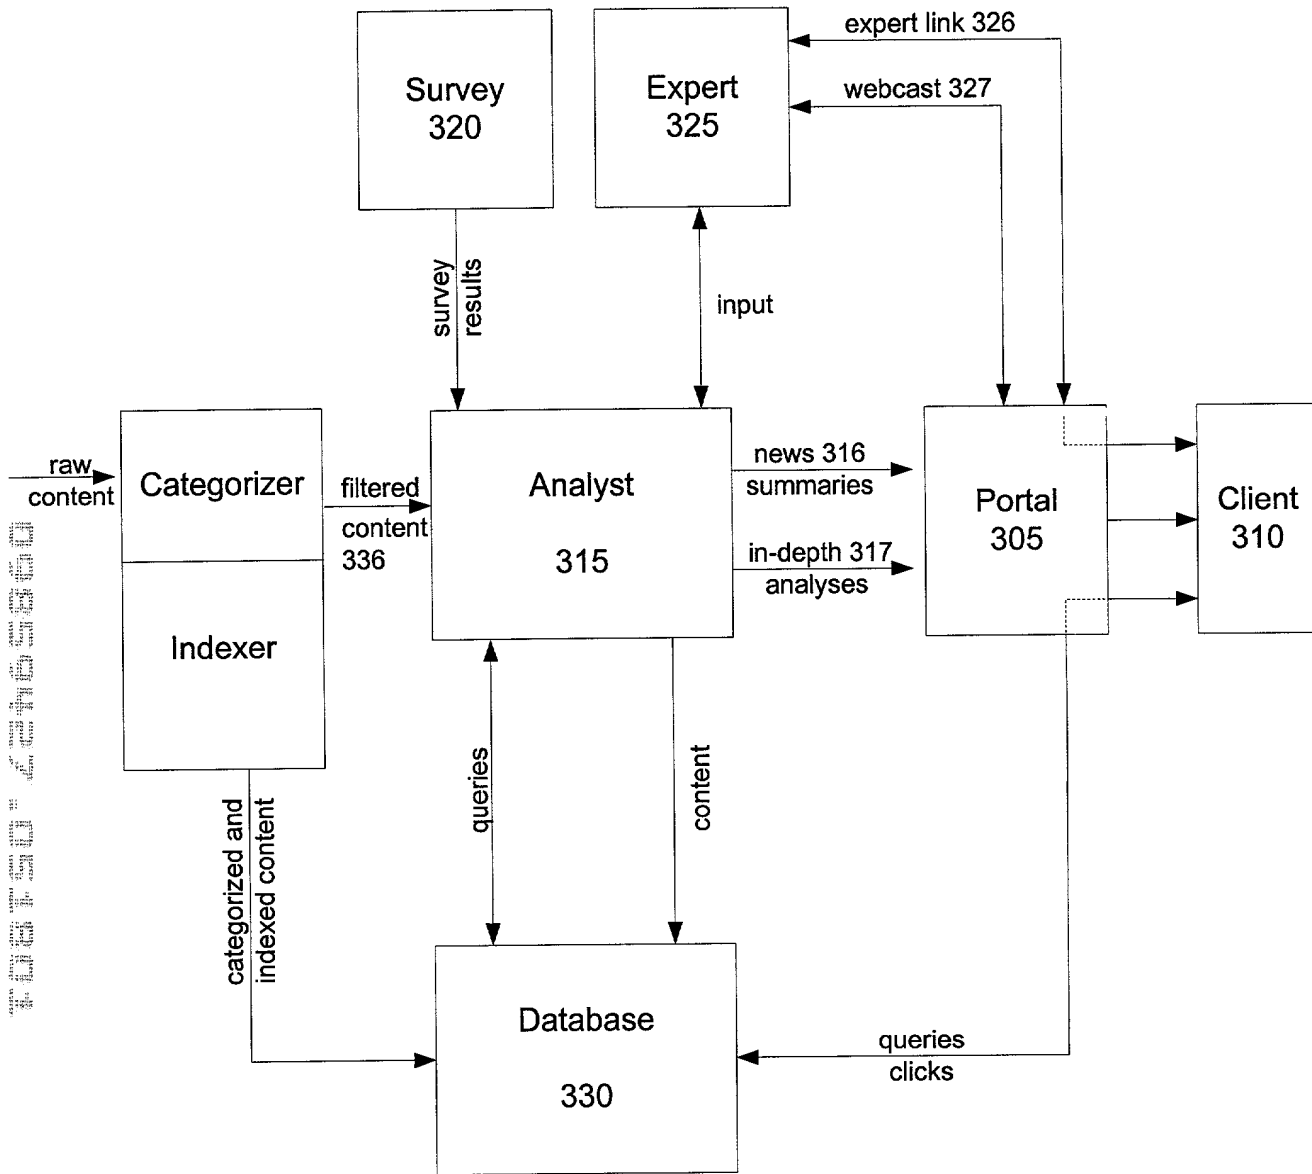 expert link 326
webcast 327
Survey
320
Expert
325
survey
results
input
raw
content
Categorizer
Indexer
filtered
content
336
Analyst
315
news 316
summaries
in-depth 317
analyses
Portal
305
Client
310
queries
content
categorized and
indexed content
Database
330
queries
clicks